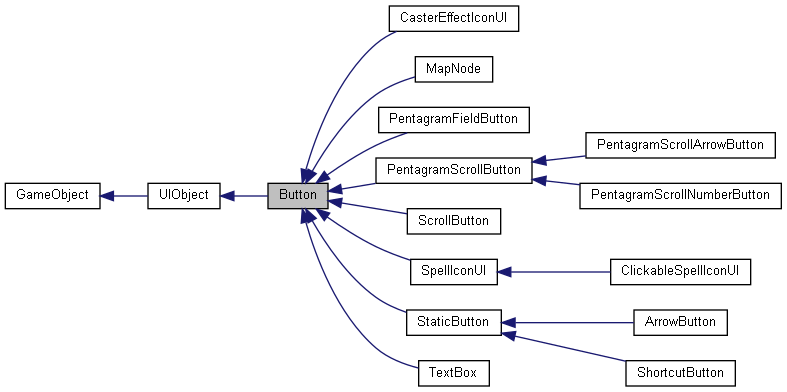 GameObject
UIObject
Button
CasterEffectIconUI
MapNode
PentagramFieldButton
PentagramScrollButton
PentagramScrollArrowButton
PentagramScrollNumberButton
ScrollButton
SpellIconUI
ClickableSpellIconUI
StaticButton
ArrowButton
ShortcutButton
TextBox